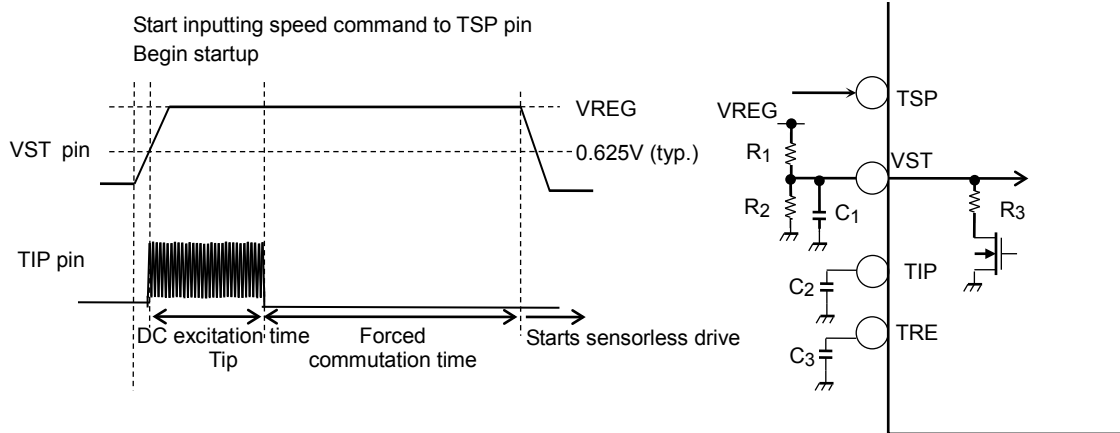 Start inputting speed command to TSP pin
Begin startup
VST pin
VREG
0.625V (typ.)
TIP pin
DC excitation time
Tip
Forced
commutation time
Starts sensorless drive
TSP
VREG
R1
VST
R2
C1
R3
TIP
C2
TRE
C3